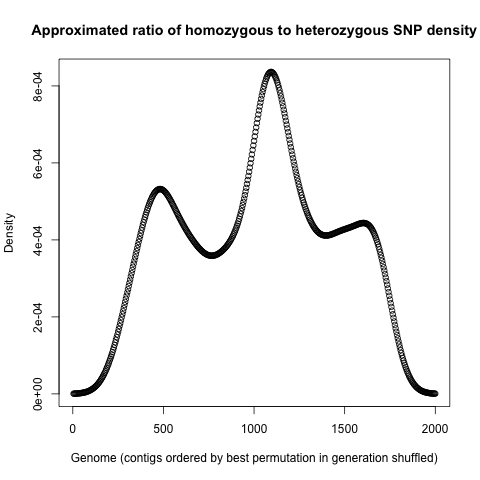 Approximated ratio of homozygous to heterozygous SNP density
8e-04
6e-04
4e-04
2e-04
0e+00
Density
0 500 1000 1500 2000
Genome (contigs ordered by best permutation in generation shuffled)